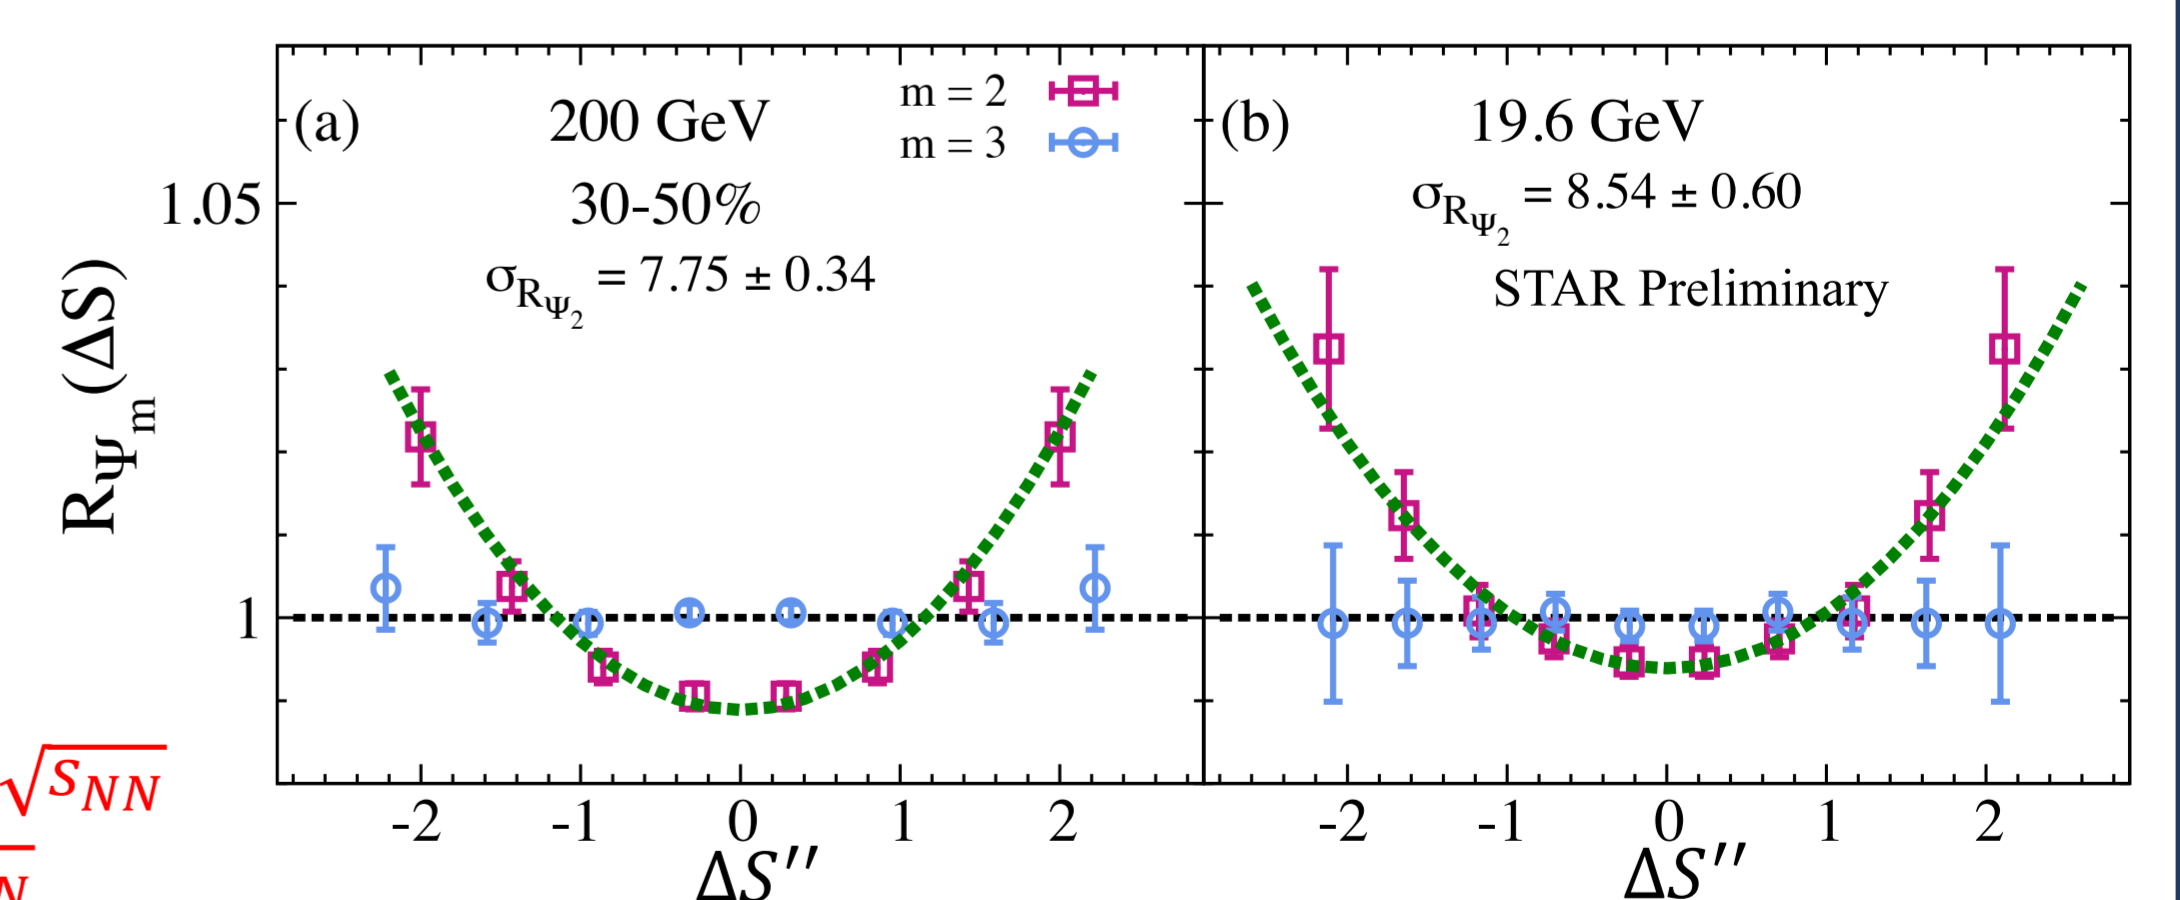 (a)
200 GeV
m = 2
m = 3
30-50%
σRΨ2 = 7.75 ± 0.34
(b)
19.6 GeV
σRΨ2 = 8.54 ± 0.60
STAR Preliminary
RΨm (ΔS)
1.05
1
-2 -1 0 1 2
-2 -1 0 1 2
ΔS′′
ΔS′′
√sNN
N